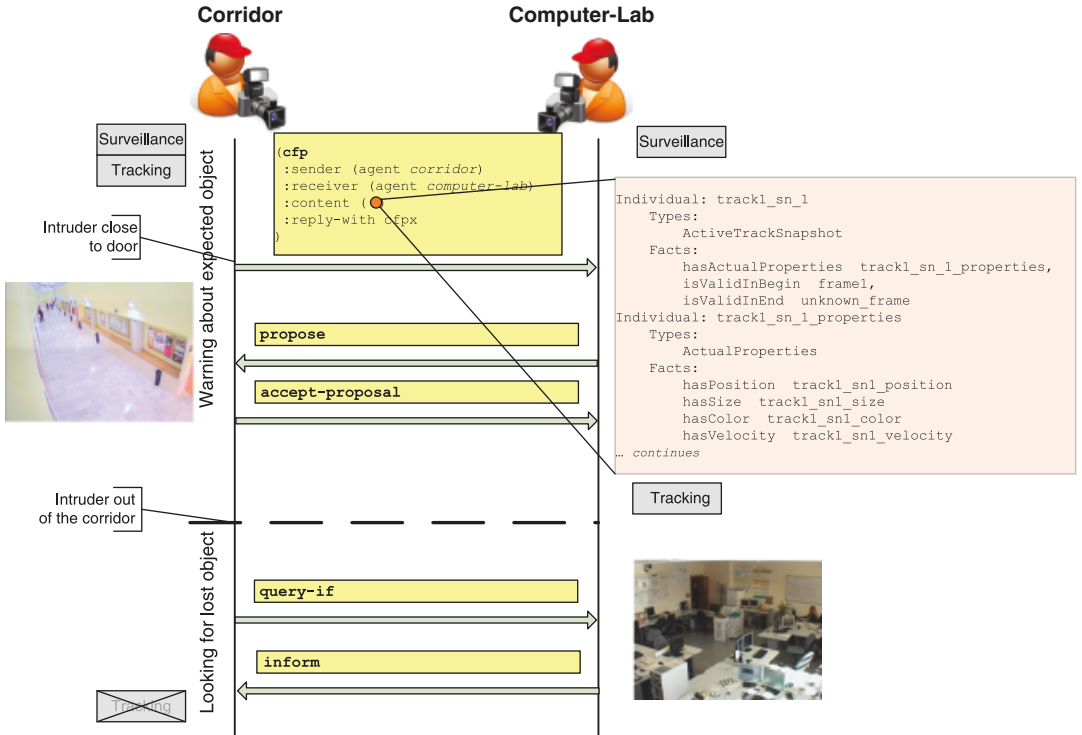 Corridor
Computer-Lab
Surveillance
Tracking
Surveillance
Warning about expected object
(cfp
:sender (agent corridor)
:receiver (agent computer-lab)
:content (
:reply-with cfpx
)
Intruder close
to door
Individual: track1_sn_1
Types:
ActiveTrackSnapshot
Facts:
hasActualProperties track1_sn_1_properties,
isValidInBegin frame1,
isValidInEnd unknown_frame
Individual: track1_sn_1_properties
Types:
ActualProperties
Facts:
hasPosition track1_sn1_position
hasSize track1_sn1_size
hasColor track1_sn1_color
hasVelocity track1_sn1_velocity
… continues
propose
accept-proposal
Tracking
Intruder out
of the corridor
Looking for lost object
query-if
inform
Tracking